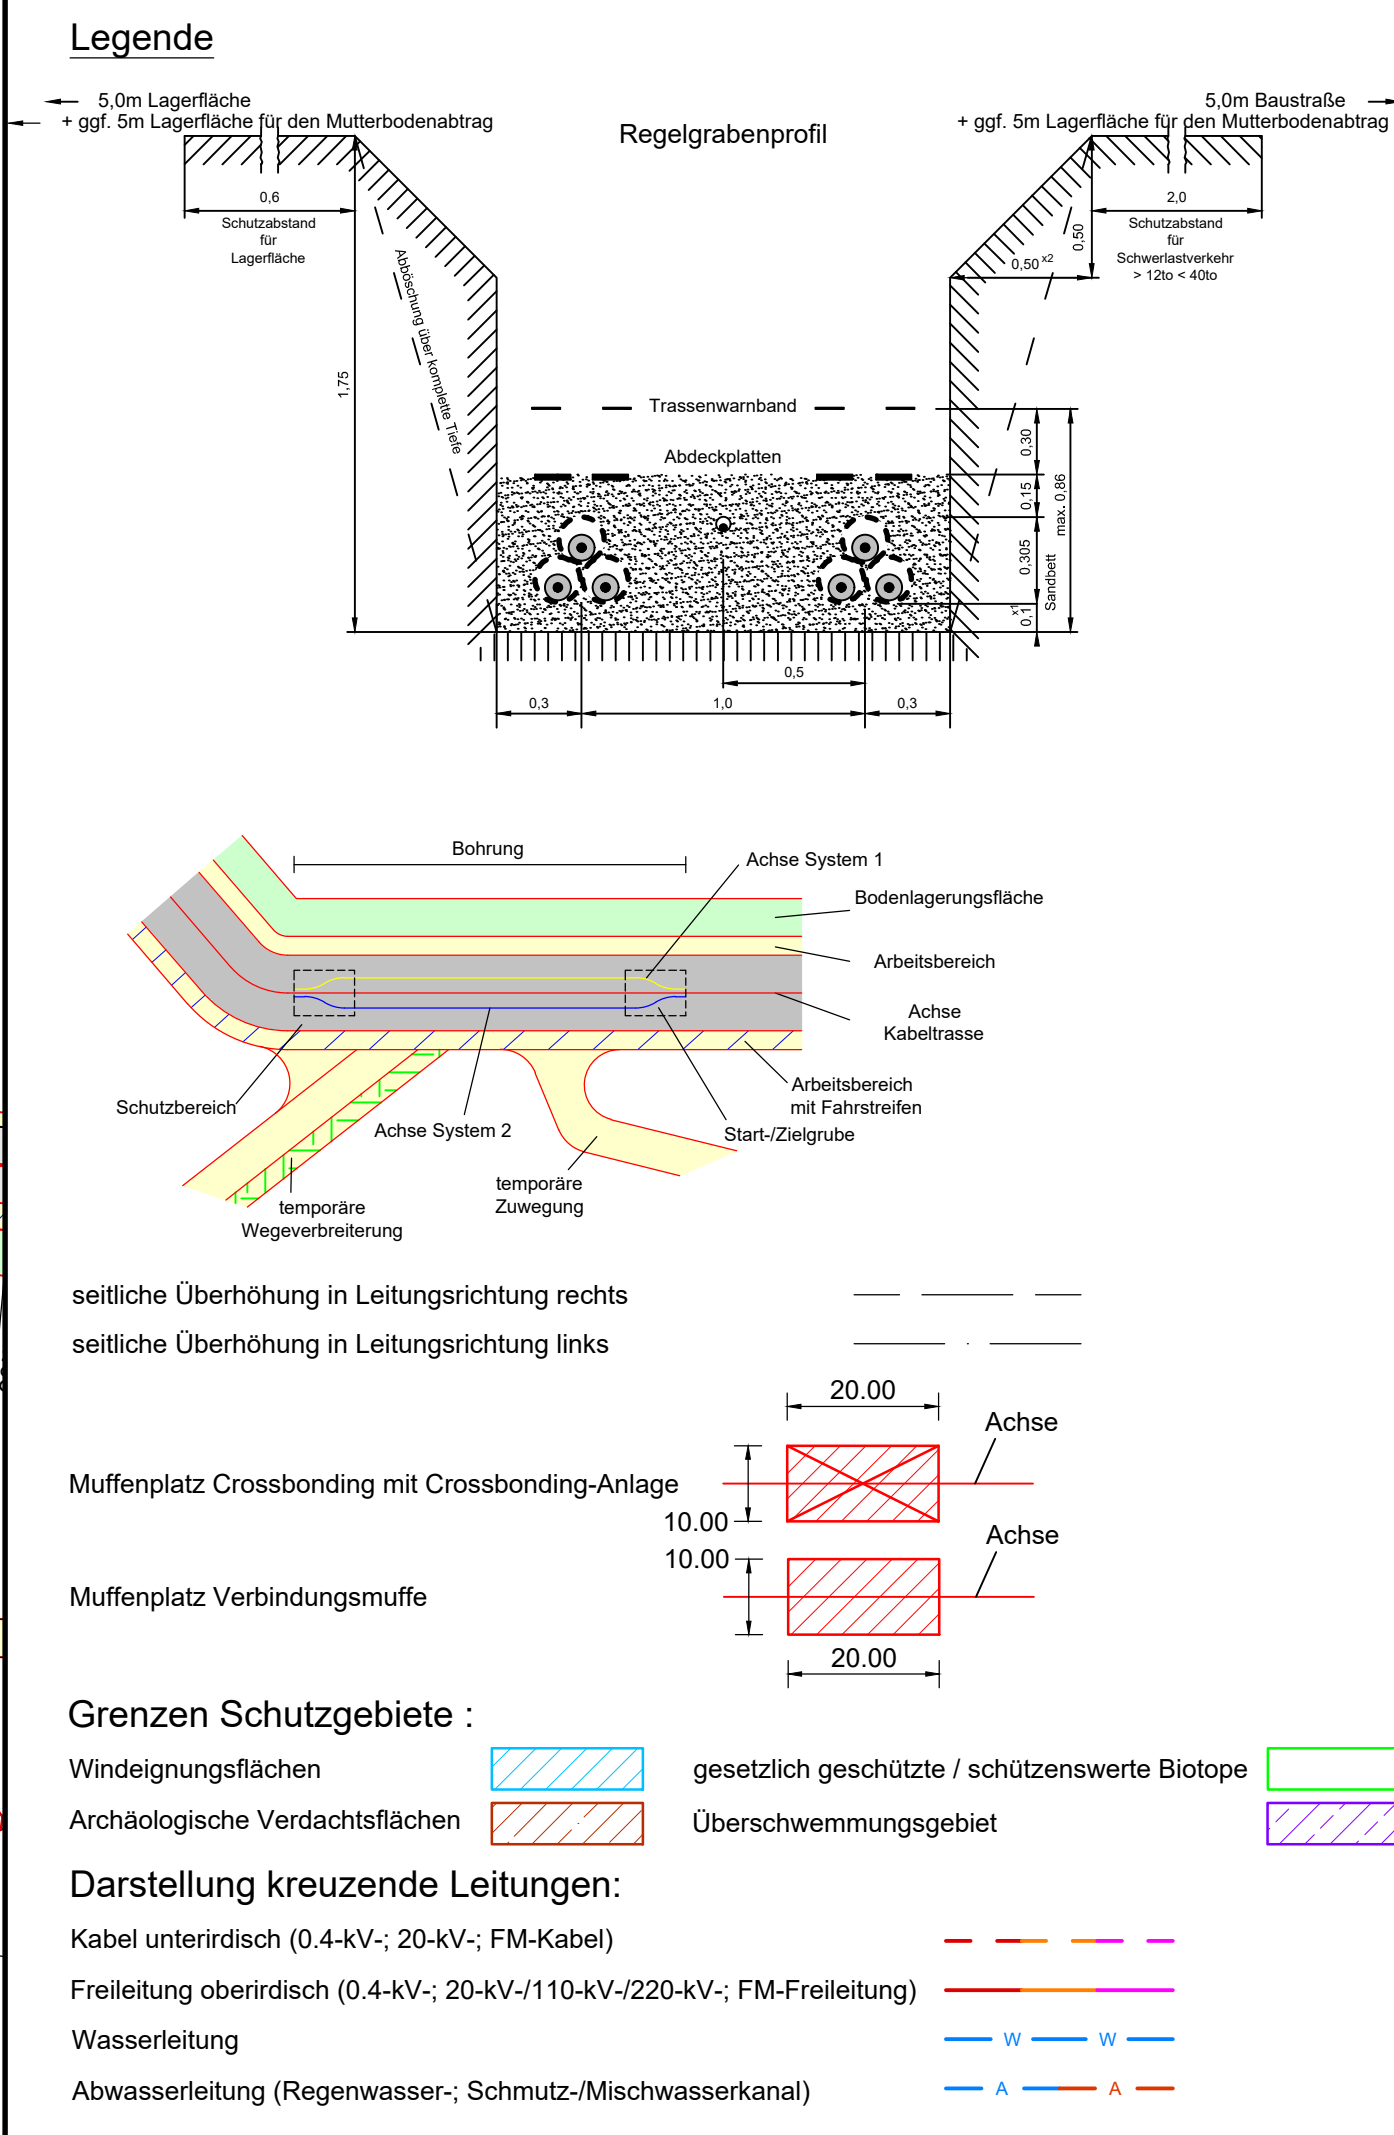 Legende
5,0m Lagerfläche
+ ggf. 5m Lagerfläche für den Mutterbodenabtrag
Regelgrabenprofil
5,0m Baustraße
+ ggf. 5m Lagerfläche für den Mutterbodenabtrag
0,6
Schutzabstand
für
Lagerfläche
2,0
Schutzabstand
für
Schwerlastverkehr
> 12to < 40to
0,50
0,50 x2
Abböschung über komplette Tiefe
1,75
Trassenwarnband
Abdeckplatten
0,30
0,15
0,305
0,1 x1
Sandbett
max. 0,86
0,5
0,3
1,0
0,3
Bohrung
Achse System 1
Bodenlagerungsfläche
Arbeitsbereich
Achse
Kabeltrasse
Arbeitsbereich
mit Fahrstreifen
Schutzbereich
Achse System 2
Start-/Zielgrube
temporäre
Zuwegung
temporäre
Wegeverbreiterung
seitliche Überhöhung in Leitungsrichtung rechts
seitliche Überhöhung in Leitungsrichtung links
20.00
Achse
Muffenplatz Crossbonding mit Crossbonding-Anlage
10.00
Achse
10.00
Muffenplatz Verbindungsmuffe
20.00
Grenzen Schutzgebiete :
Windeignungsflächen
gesetzlich geschützte / schützenswerte Biotope
Archäologische Verdachtsflächen
Überschwemmungsgebiet
Darstellung kreuzende Leitungen:
Kabel unterirdisch (0.4-kV-; 20-kV-; FM-Kabel)
Freileitung oberirdisch (0.4-kV-; 20-kV-/110-kV-/220-kV-; FM-Freileitung)
Wasserleitung
W W
Abwasserleitung (Regenwasser-; Schmutz-/Mischwasserkanal)
A A